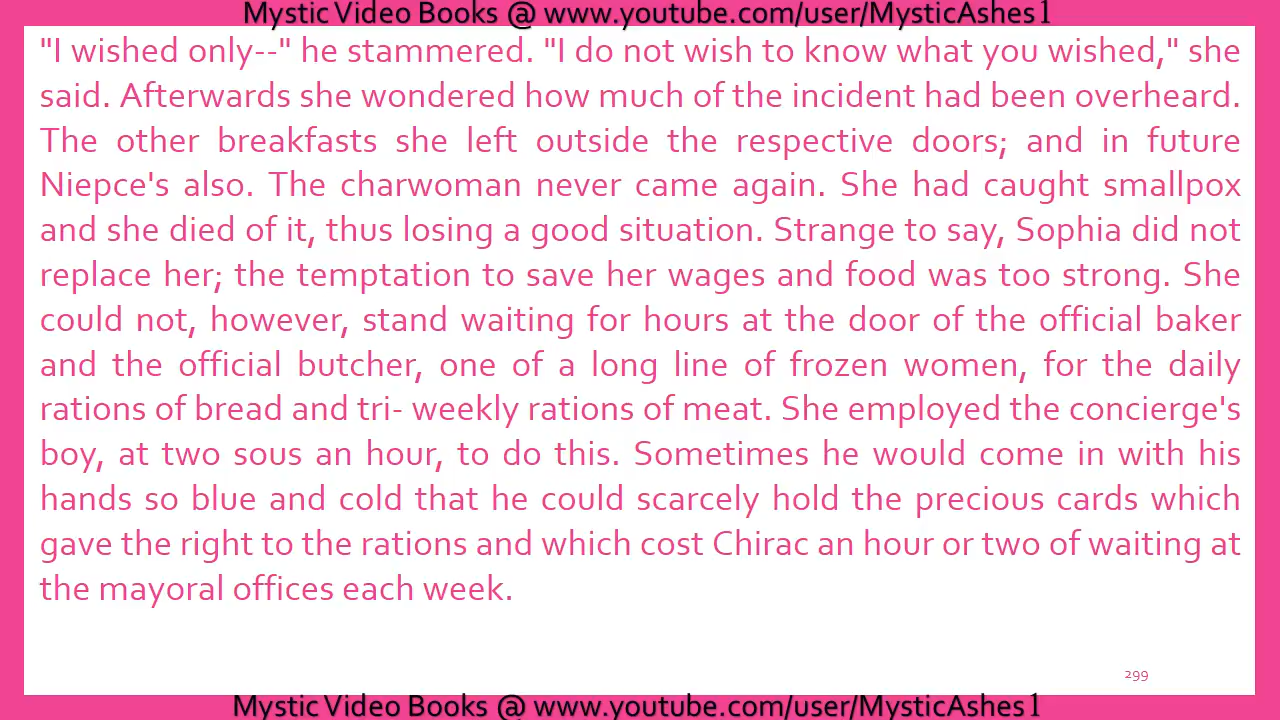 Mystic Video Books @ www.youtube.com/user/MysticAshes1
"I wished only--" he stammered. "I do not wish to know what you wished," she
said. Afterwards she wondered how much of the incident had been overheard.
The other breakfasts she left outside the respective doors; and in future
Niepce's also. The charwoman never came again. She had caught smallpox
and she died of it, thus losing a good situation. Strange to say, Sophia did not
replace her; the temptation to save her wages and food was too strong. She
could not, however, stand waiting for hours at the door of the official baker
and the official butcher, one of a long line of frozen women, for the daily
rations of bread and tri- weekly rations of meat. She employed the concierge's
boy, at two sous an hour, to do this. Sometimes he would come in with his
hands so blue and cold that he could scarcely hold the precious cards which
gave the right to the rations and which cost Chirac an hour or two of waiting at
the mayoral offices each week.
299
Mystic Video Books @ www.youtube.com/user/MysticAshes1